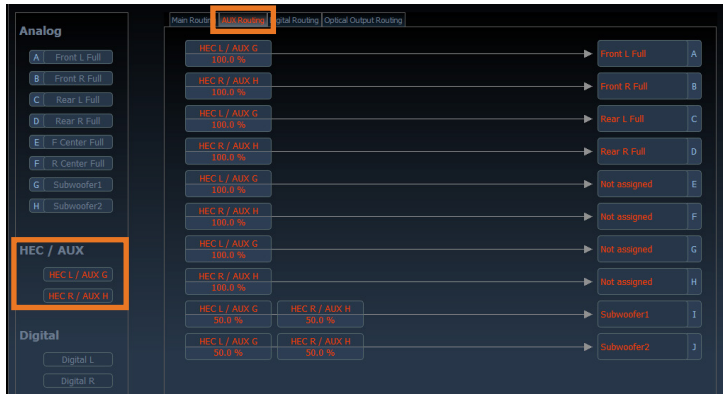 Analog
A Front L Full
B Front R Full
C Rear L Full
D Rear R Full
E F Center Full
F R Center Full
G Subwoofer1
H Subwoofer2
HEC / AUX
HEC L / AUX G
HEC R / AUX H
Digital
Digital L
Digital R
Main Routing AUX Routing Digital Routing Optical Output Routing
HEC L / AUX G
100.0 %
Front L Full A
HEC R / AUX H
100.0 %
Front R Full B
HEC L / AUX G
100.0 %
Rear L Full C
HEC R / AUX H
100.0 %
Rear R Full D
HEC L / AUX G
100.0 %
Not assigned E
HEC R / AUX H
100.0 %
Not assigned F
HEC L / AUX G
100.0 %
Not assigned G
HEC R / AUX H
100.0 %
Not assigned H
HEC L / AUX G HEC R / AUX H
50.0 % 50.0 %
Subwoofer1 I
HEC L / AUX G HEC R / AUX H
50.0 % 50.0 %
Subwoofer2 J